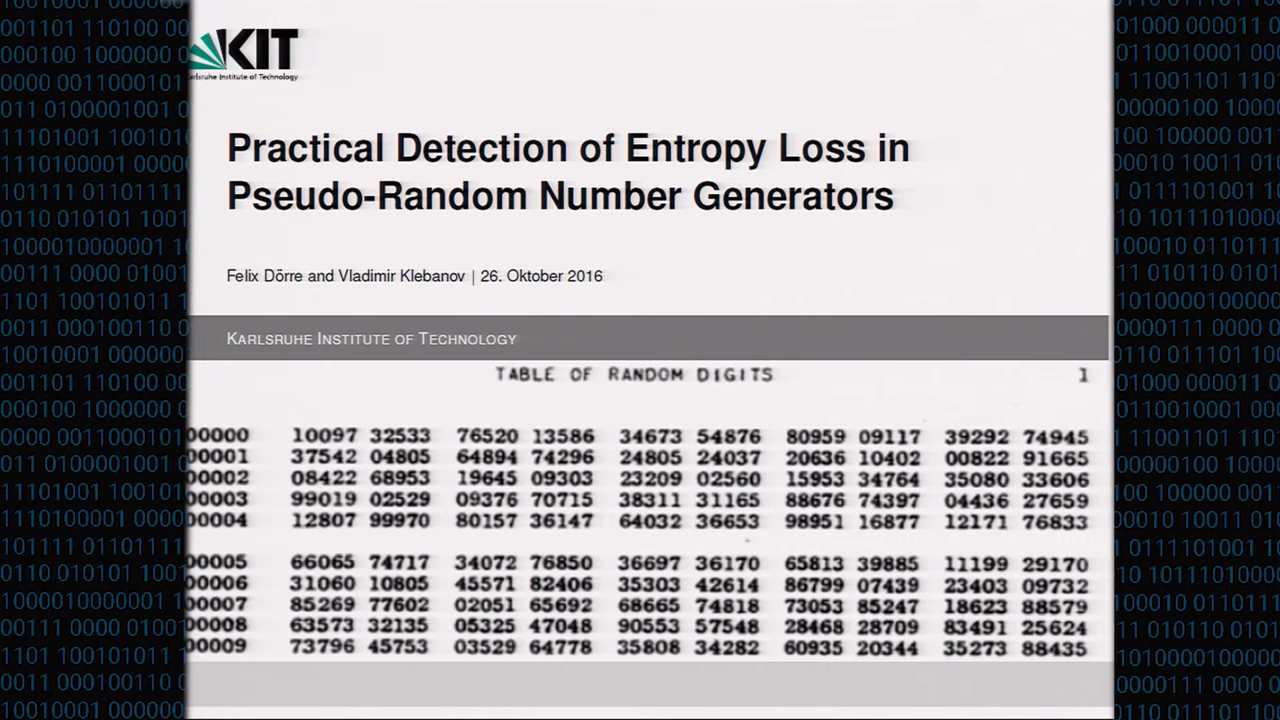 KIT
Karlsruhe Institute of Technology
Practical Detection of Entropy Loss in
Pseudo-Random Number Generators
Felix Dörre and Vladimir Klebanov | 26. Oktober 2016
KARLSRUHE INSTITUTE OF TECHNOLOGY
TABLE OF RANDOM DIGITS 1
00000 10097 32533 76520 13586 34673 54876 80959 09117 39292 74945
00001 37542 04805 64894 74296 24805 24037 20636 10402 00822 91665
00002 08422 68953 19645 09303 23209 02560 15953 34764 35080 33606
00003 99019 02529 09376 70715 38311 31165 88676 74397 04436 27659
00004 12807 99970 80157 36147 64032 36653 98951 16877 12171 76833
00005 66065 74717 34072 76850 36697 36170 65813 39885 11199 29170
00006 31060 10805 45571 82406 35303 42614 86799 07439 23403 09732
00007 85269 77602 02051 65692 68665 74818 73053 85247 18623 88579
00008 63573 32135 05325 47048 90553 57548 28468 28709 83491 25624
00009 73796 45753 03529 64778 35808 34282 60935 20344 35273 88435